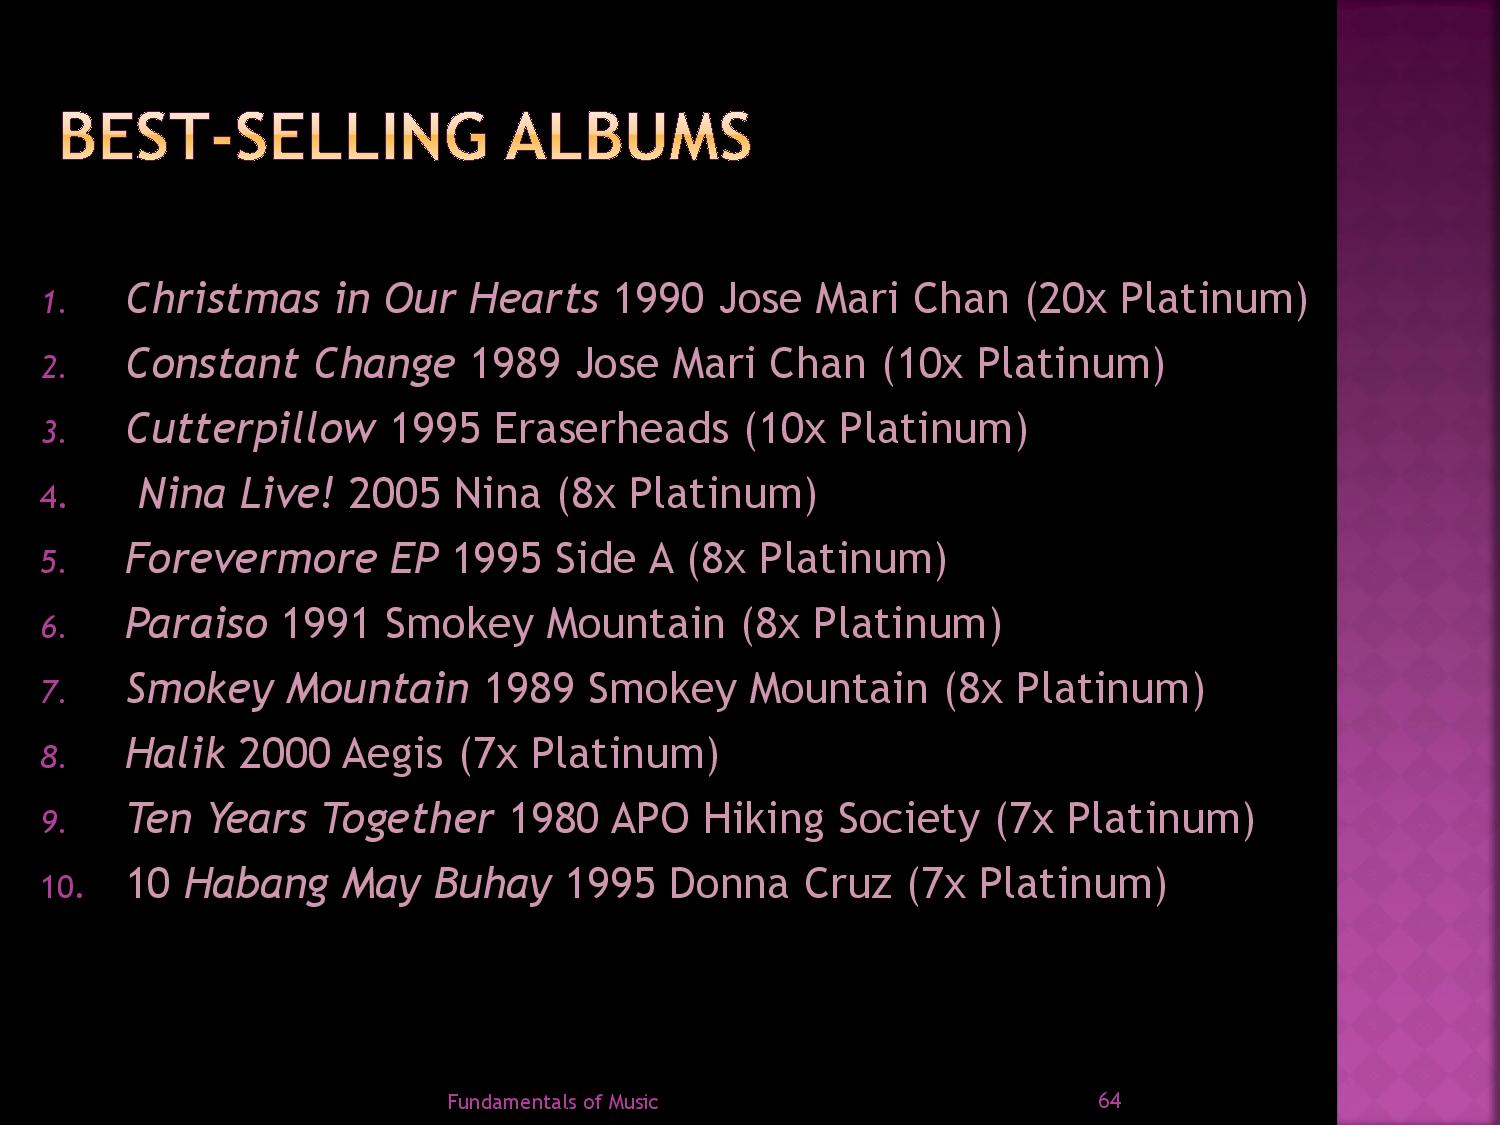 BEST-SELLING ALBUMS
1. Christmas in Our Hearts 1990 Jose Mari Chan (20x Platinum)
2. Constant Change 1989 Jose Mari Chan (10x Platinum)
3. Cutterpillow 1995 Eraserheads (10x Platinum)
4. Nina Live! 2005 Nina (8x Platinum)
5. Forevermore EP 1995 Side A (8x Platinum)
6. Paraiso 1991 Smokey Mountain (8x Platinum)
7. Smokey Mountain 1989 Smokey Mountain (8x Platinum)
8. Halik 2000 Aegis (7x Platinum)
9. Ten Years Together 1980 APO Hiking Society (7x Platinum)
10. 10 Habang May Buhay 1995 Donna Cruz (7x Platinum)
Fundamentals of Music 64